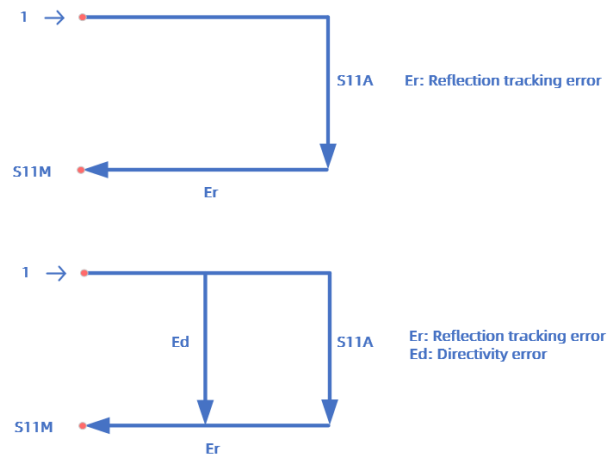 1
S11A Er: Reflection tracking error
S11M
Er
1
Ed S11A Er: Reflection tracking error
Ed: Directivity error
S11M
Er